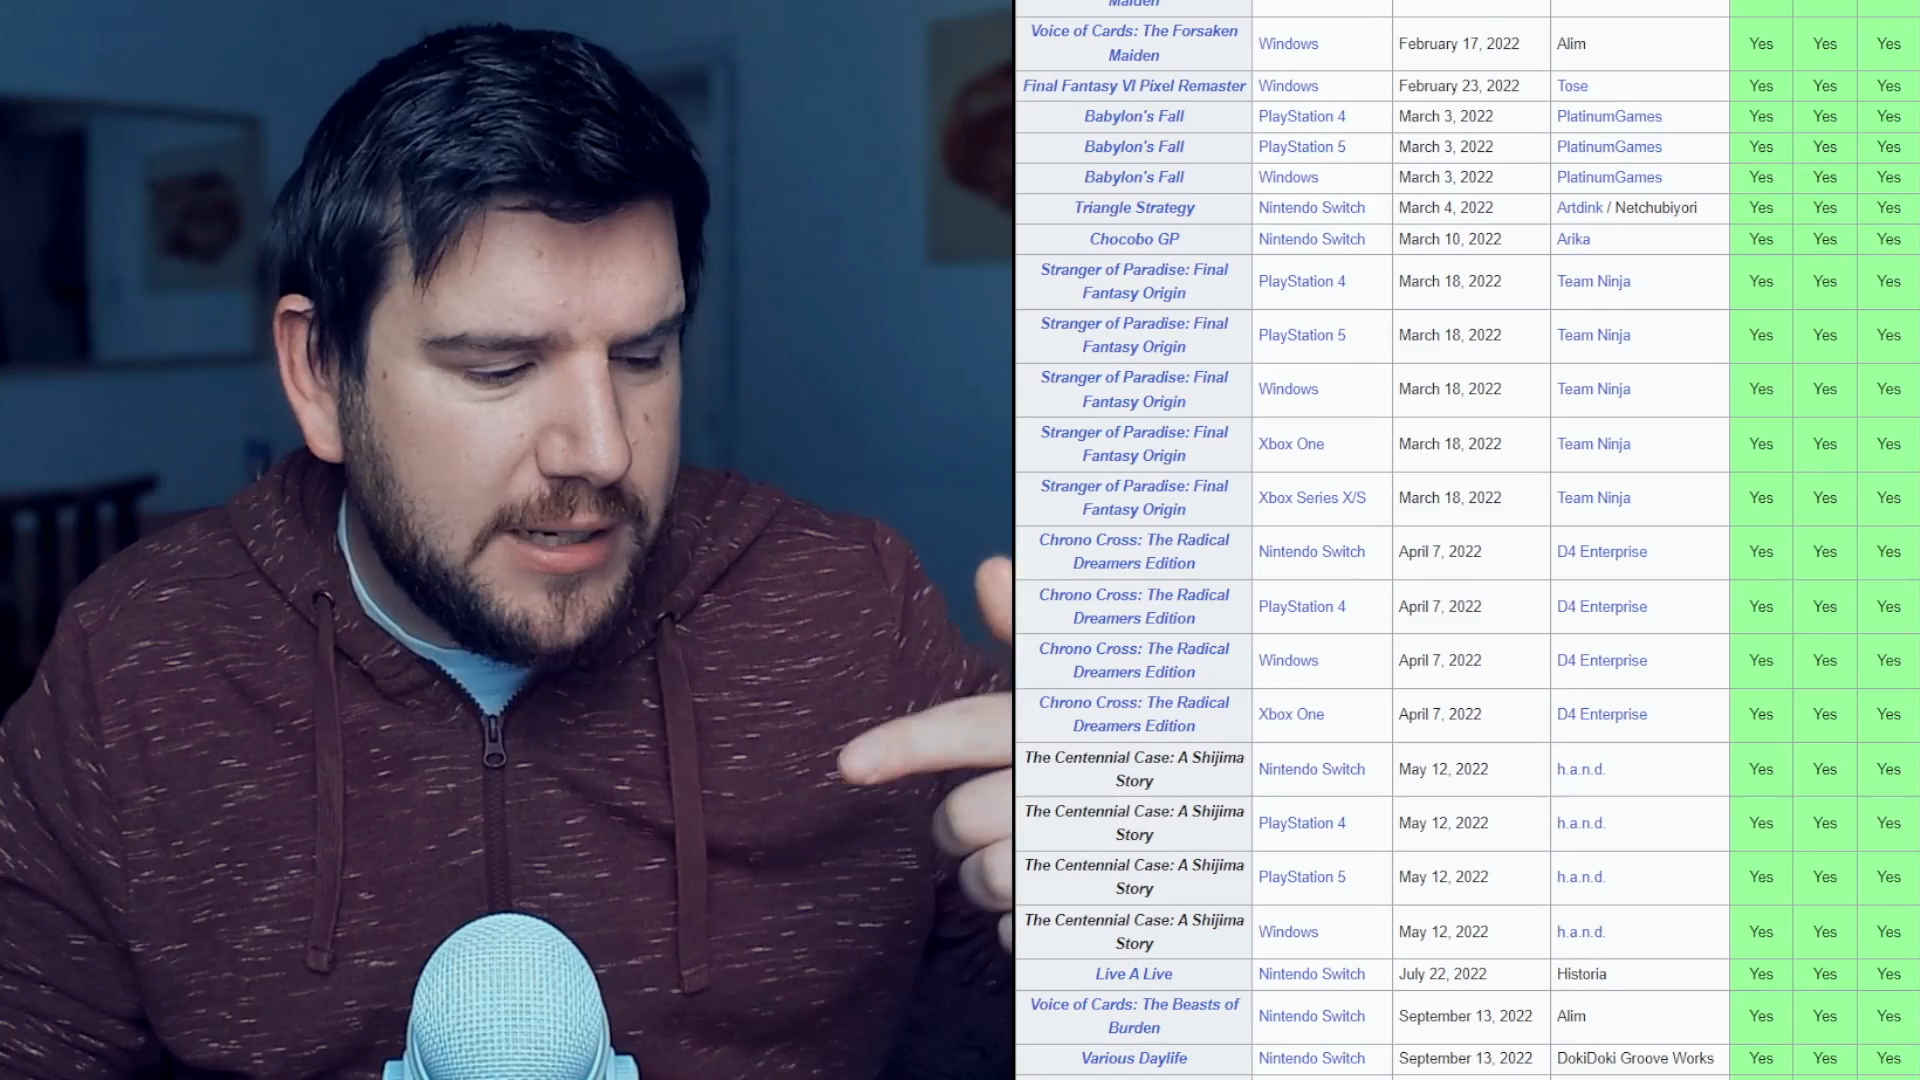 Maiden
Voice of Cards: The Forsaken
Maiden
Windows
February 17, 2022
Alim
Yes
Yes
Yes
Final Fantasy VI Pixel Remaster
Windows
February 23, 2022
Tose
Yes
Yes
Yes
Babylon's Fall
PlayStation 4
March 3, 2022
PlatinumGames
Yes
Yes
Yes
Babylon's Fall
PlayStation 5
March 3, 2022
PlatinumGames
Yes
Yes
Yes
Babylon's Fall
Windows
March 3, 2022
PlatinumGames
Yes
Yes
Yes
Triangle Strategy
Nintendo Switch
March 4, 2022
Artdink / Netchubiyori
Yes
Yes
Yes
Chocobo GP
Nintendo Switch
March 10, 2022
Arika
Yes
Yes
Yes
Stranger of Paradise: Final
Fantasy Origin
PlayStation 4
March 18, 2022
Team Ninja
Yes
Yes
Yes
Stranger of Paradise: Final
Fantasy Origin
PlayStation 5
March 18, 2022
Team Ninja
Yes
Yes
Yes
Stranger of Paradise: Final
Fantasy Origin
Windows
March 18, 2022
Team Ninja
Yes
Yes
Yes
Stranger of Paradise: Final
Fantasy Origin
Xbox One
March 18, 2022
Team Ninja
Yes
Yes
Yes
Stranger of Paradise: Final
Fantasy Origin
Xbox Series X/S
March 18, 2022
Team Ninja
Yes
Yes
Yes
Chrono Cross: The Radical
Dreamers Edition
Nintendo Switch
April 7, 2022
D4 Enterprise
Yes
Yes
Yes
Chrono Cross: The Radical
Dreamers Edition
PlayStation 4
April 7, 2022
D4 Enterprise
Yes
Yes
Yes
Chrono Cross: The Radical
Dreamers Edition
Windows
April 7, 2022
D4 Enterprise
Yes
Yes
Yes
Chrono Cross: The Radical
Dreamers Edition
Xbox One
April 7, 2022
D4 Enterprise
Yes
Yes
Yes
The Centennial Case: A Shijima
Story
Nintendo Switch
May 12, 2022
h.a.n.d.
Yes
Yes
Yes
The Centennial Case: A Shijima
Story
PlayStation 4
May 12, 2022
h.a.n.d.
Yes
Yes
Yes
The Centennial Case: A Shijima
Story
PlayStation 5
May 12, 2022
h.a.n.d.
Yes
Yes
Yes
The Centennial Case: A Shijima
Story
Windows
May 12, 2022
h.a.n.d.
Yes
Yes
Yes
Live A Live
Nintendo Switch
July 22, 2022
Historia
Yes
Yes
Yes
Voice of Cards: The Beasts of
Burden
Nintendo Switch
September 13, 2022
Alim
Yes
Yes
Yes
Various Daylife
Nintendo Switch
September 13, 2022
DokiDoki Groove Works
Yes
Yes
Yes